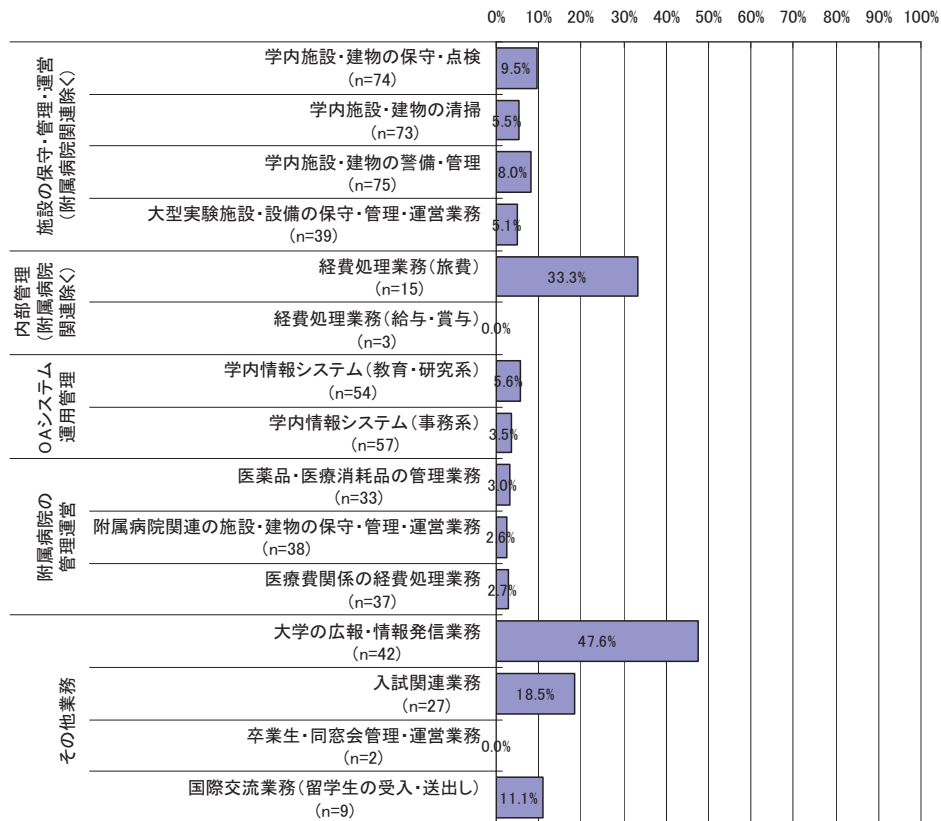 0% 10% 20% 30% 40% 50% 60% 70% 80% 90% 100%
施設の保守・管理・運営
(附属病院関連除く)
学内施設・建物の保守・点検
(n=74)
9.5%
学内施設・建物の清掃
(n=73)
5.5%
学内施設・建物の警備・管理
(n=75)
8.0%
大型実験施設・設備の保守・管理・運営業務
(n=39)
5.1%
内部管理
(附属病院
関連除く)
経費処理業務(旅費)
(n=15)
33.3%
経費処理業務(給与・賞与)
(n=3)
0.0%
OAシステム
運用管理
学内情報システム(教育・研究系)
(n=54)
5.6%
学内情報システム(事務系)
(n=57)
3.5%
附属病院の
管理運営
医薬品・医療消耗品の管理業務
(n=33)
3.0%
附属病院関連の施設・建物の保守・管理・運営業務
(n=38)
2.6%
医療費関係の経費処理業務
(n=37)
2.7%
その他業務
大学の広報・情報発信業務
(n=42)
47.6%
入試関連業務
(n=27)
18.5%
卒業生・同窓会管理・運営業務
(n=2)
0.0%
国際交流業務(留学生の受入・送出し)
(n=9)
11.1%